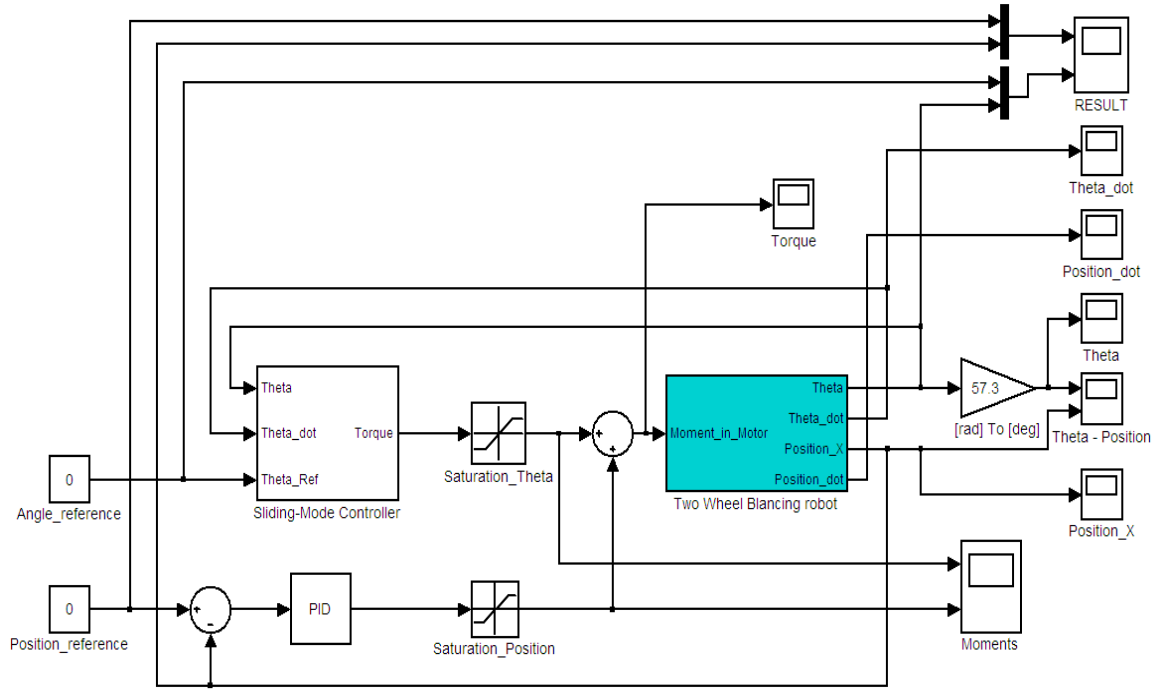 RESULT
Theta_dot
Torque
Position_dot
Theta
Theta
Theta_dot
Torque
Theta_Ref
Sliding-Mode Controller
0
Angle_reference
Saturation_Theta
+
+
Moment_in_Motor
Theta
Theta_dot
Position_X
Position_dot
Two Wheel Blancing robot
57.3
[rad] To [deg]
Theta - Position
Position_X
0
Position_reference
+
-
PID
Saturation_Position
Moments